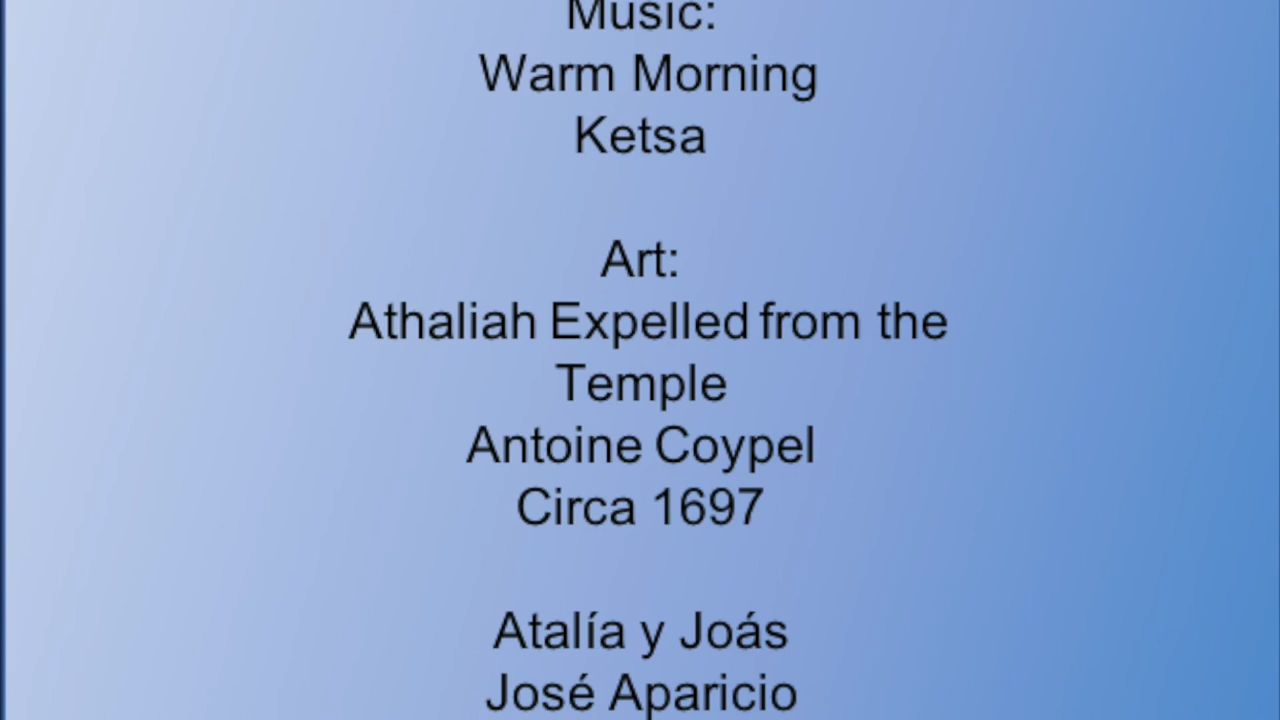 Music:
Warm Morning
Ketsa
Art:
Athaliah Expelled from the
Temple
Antoine Coypel
Circa 1697
Atalía y Joás
José Aparicio